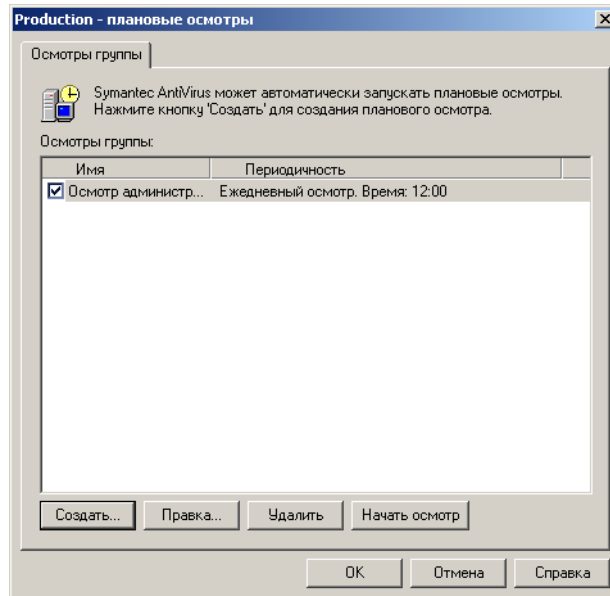 Production - плановые осмотры
Осмотры группы
Symantec AntiVirus может автоматически запускать плановые осмотры.
Нажмите кнопку 'Создать' для создания планового осмотра.
Осмотры группы:
Имя Периодичность
Осмотр администр... Ежедневный осмотр. Время: 12:00
Создать... Правка... Удалить Начать осмотр
OK Отмена Справка